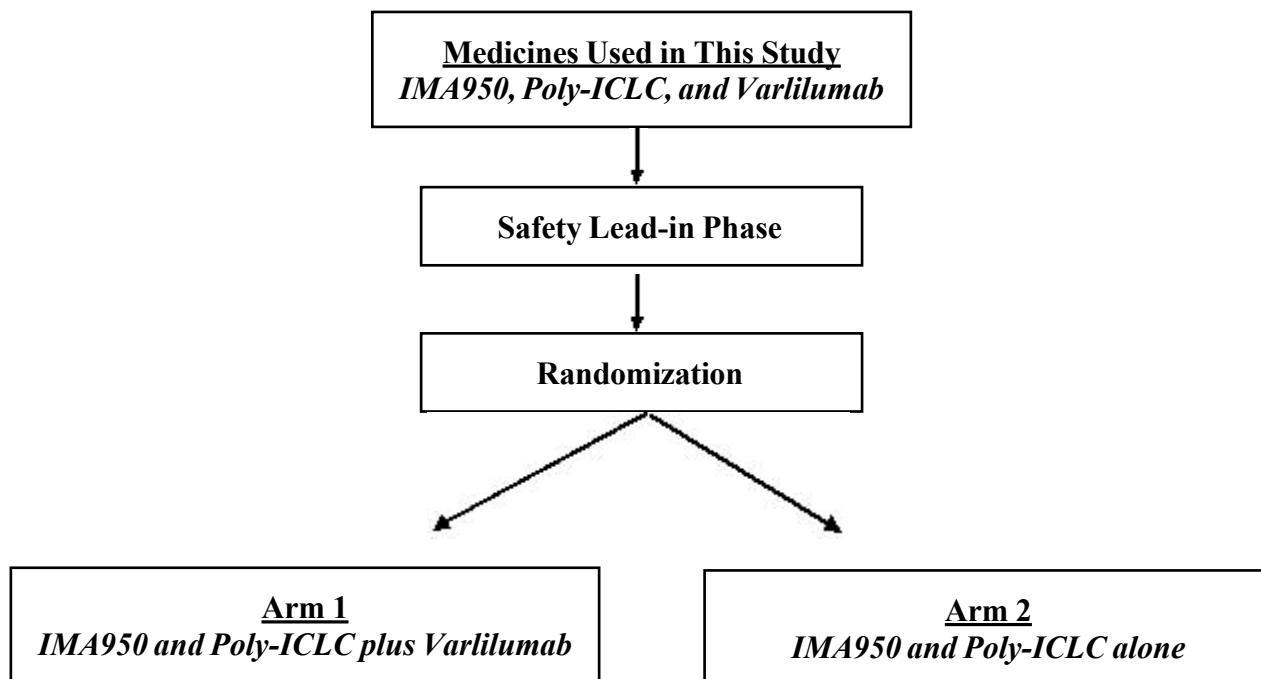 Medicines Used in This Study
IMA950, Poly-ICLC, and Varlilumab
Safety Lead-in Phase
Randomization
Arm 1
IMA950 and Poly-ICLC plus Varlilumab
Arm 2
IMA950 and Poly-ICLC alone